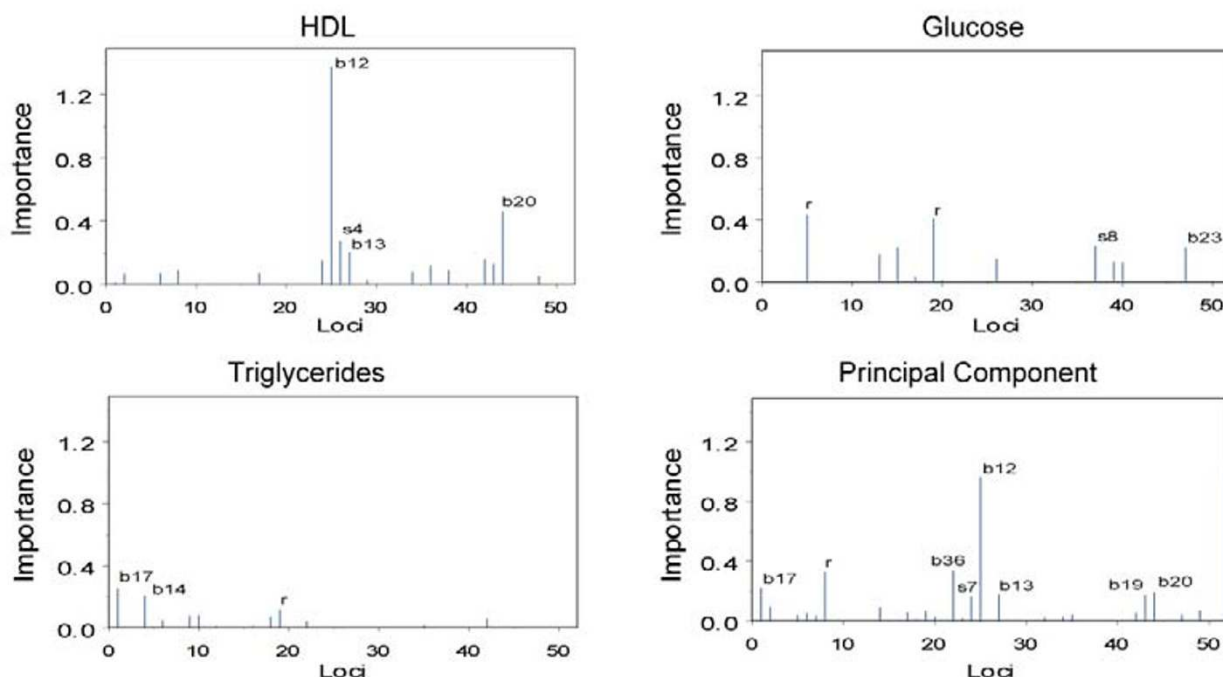 HDL
Importance
1.2
0.8
0.4
0.0
b12
s4
b13
b20
0 10 20 30 40 50
Loci
Glucose
Importance
1.2
0.8
0.4
0.0
r
r
s8
b23
0 10 20 30 40 50
Loci
Triglycerides
Importance
1.2
0.8
0.4
0.0
b17
b14
r
0 10 20 30 40 50
Loci
Principal Component
Importance
1.2
0.8
0.4
0.0
b17
r
b36
s7
b12
b13
b19
b20
0 10 20 30 40 50
Loci